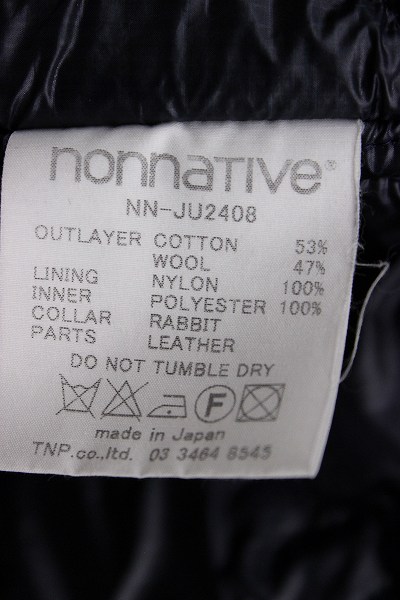 nonnative®
NN-JU2408
OUTLAYER COTTON 53%
WOOL 47%
LINING NYLON 100%
INNER POLYESTER 100%
COLLAR RABBIT
PARTS LEATHER
DO NOT TUMBLE DRY
F
made in Japan
TNP.co.,ltd. 03 3464 8545